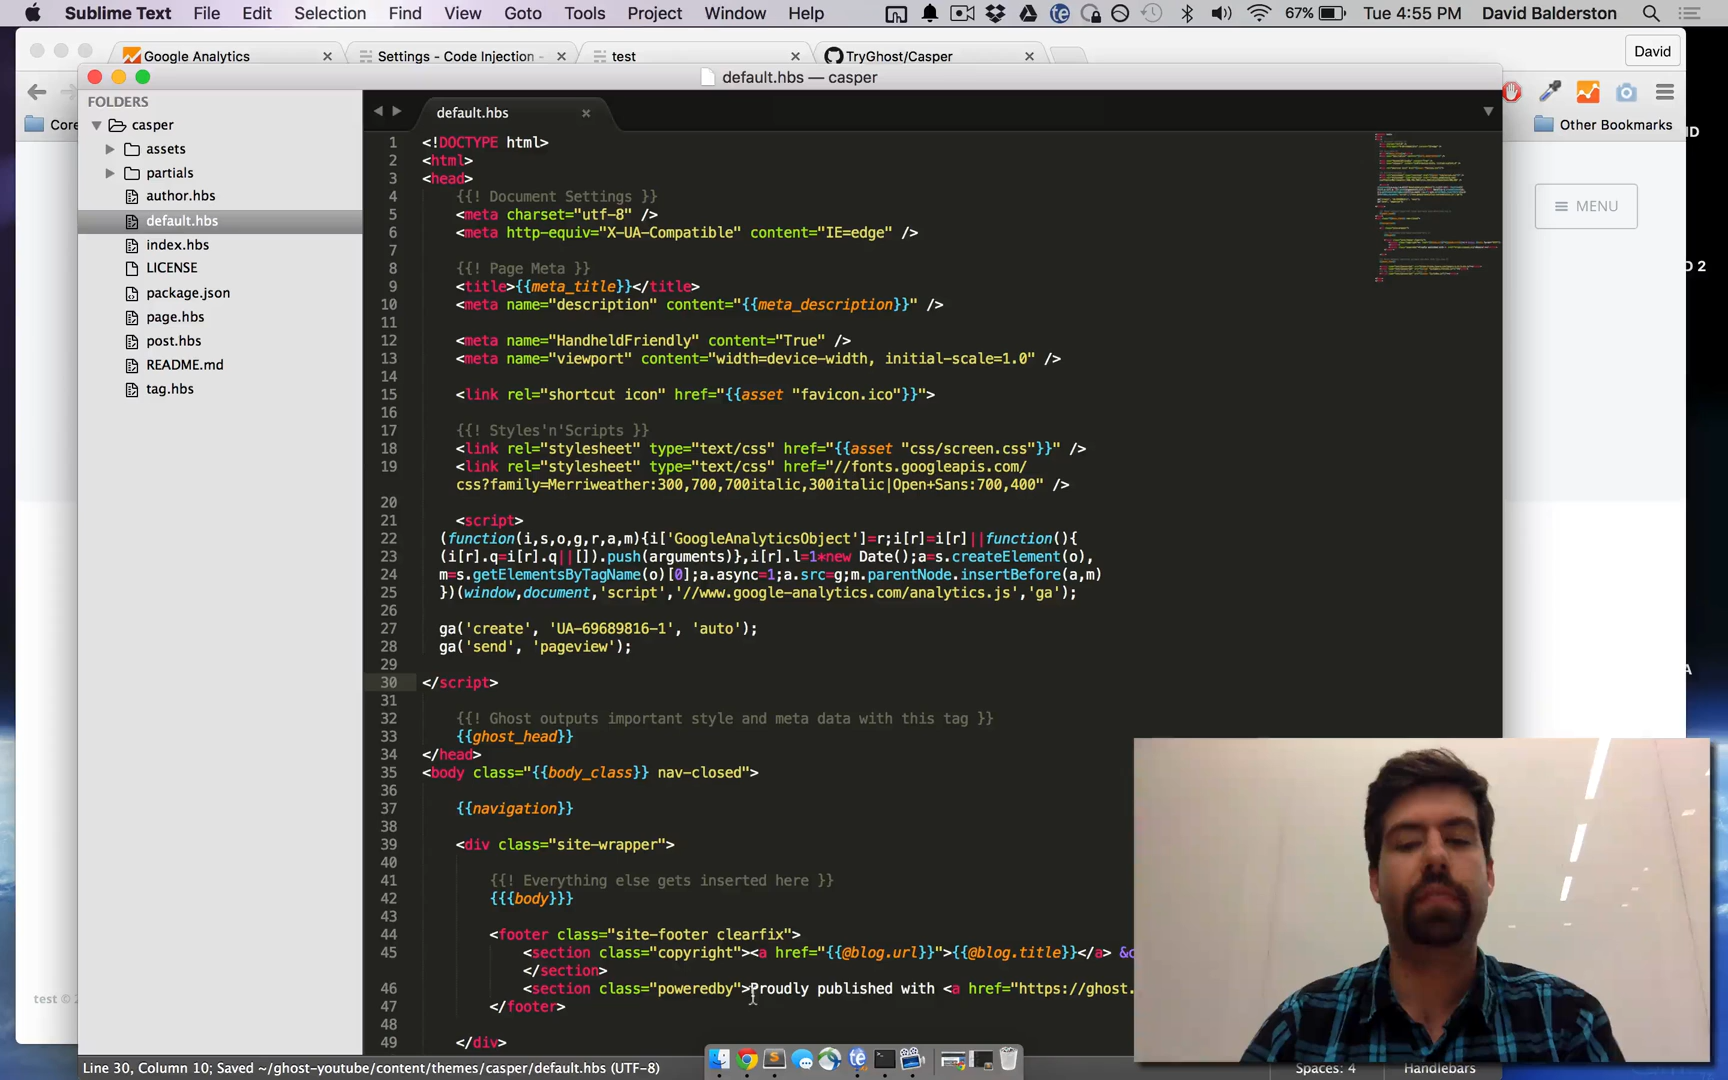 Sublime Text File Edit Selection Find View Goto Tools Project Window Help 67% Tue 4:55 PM David Balderston
Google Analytics Settings - Code Injection - test TryGhost/Casper David
default.hbs — casper
FOLDERS
casper
assets
partials
author.hbs
default.hbs
index.hbs
LICENSE
package.json
page.hbs
post.hbs
README.md
tag.hbs
Core
Other Bookmarks
MENU
D 2
test ©
default.hbs
1 <!DOCTYPE html>
2 <html>
3 <head>
4 {{! Document Settings }}
5 <meta charset="utf-8" />
6 <meta http-equiv="X-UA-Compatible" content="IE=edge" />
7
8 {{! Page Meta }}
9 <title>{{meta_title}}</title>
10 <meta name="description" content="{{meta_description}}" />
11
12 <meta name="HandheldFriendly" content="True" />
13 <meta name="viewport" content="width=device-width, initial-scale=1.0" />
14
15 <link rel="shortcut icon" href="{{asset "favicon.ico"}}">
16
17 {{! Styles'n'Scripts }}
18 <link rel="stylesheet" type="text/css" href="{{asset "css/screen.css"}}" />
19 <link rel="stylesheet" type="text/css" href="//fonts.googleapis.com/
css?family=Merriweather:300,700,700italic,300italic|Open+Sans:700,400" />
20
21 <script>
22 (function(i,s,o,g,r,a,m){i['GoogleAnalyticsObject']=r;i[r]=i[r]||function(){
23 (i[r].q=i[r].q||[]).push(arguments)},i[r].l=1*new Date();a=s.createElement(o),
24 m=s.getElementsByTagName(o)[0];a.async=1;a.src=g;m.parentNode.insertBefore(a,m)
25 })(window,document,'script','//www.google-analytics.com/analytics.js','ga');
26
27 ga('create', 'UA-69689816-1', 'auto');
28 ga('send', 'pageview');
29
30 </script>
31
32 {{! Ghost outputs important style and meta data with this tag }}
33 {{ghost_head}}
34 </head>
35 <body class="{{body_class}} nav-closed">
36
37 {{navigation}}
38
39 <div class="site-wrapper">
40
41 {{! Everything else gets inserted here }}
42 {{{body}}}
43
44 <footer class="site-footer clearfix">
45 <section class="copyright"><a href="{{@blog.url}}">{{@blog.title}}</a> &c
</section>
46 <section class="poweredby">Proudly published with <a href="https://ghost.
47 </footer>
48
49 </div>
Line 30, Column 10; Saved ~/ghost-youtube/content/themes/casper/default.hbs (UTF-8) Spaces: 4 Handlebars